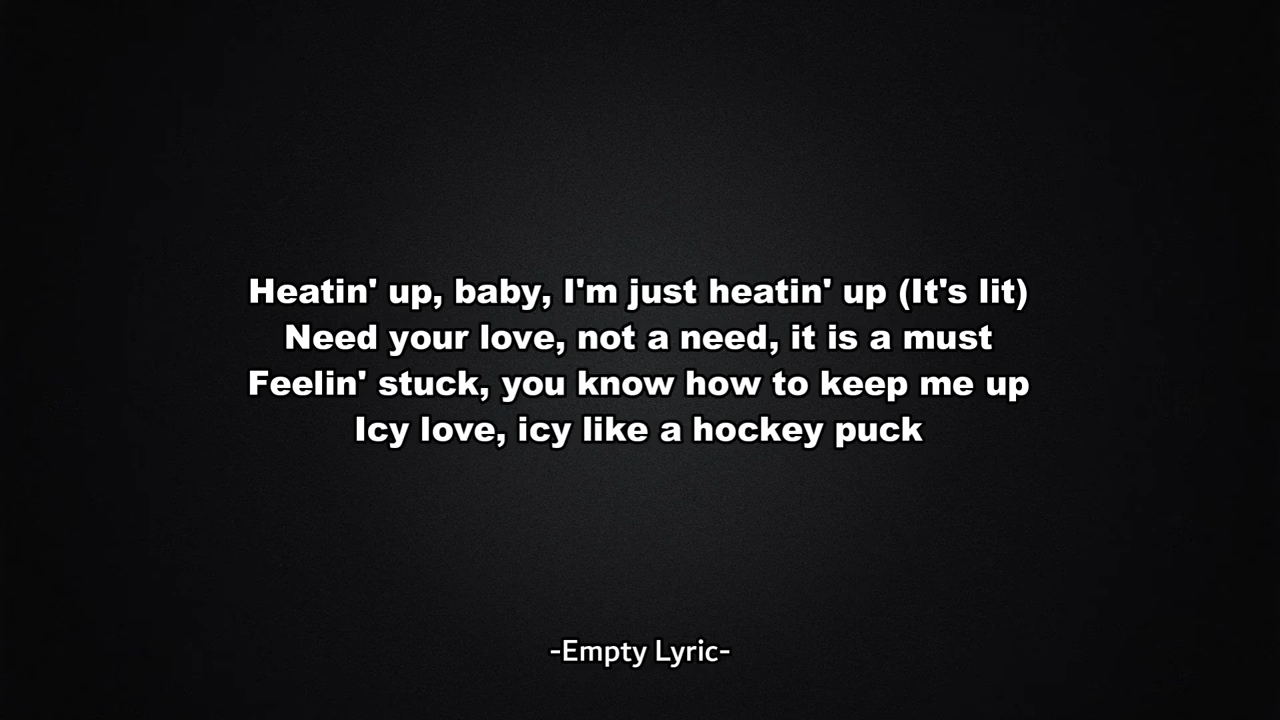 Heatin' up, baby, I'm just heatin' up (It's lit)
Need your love, not a need, it is a must
Feelin' stuck, you know how to keep me up
Icy love, icy like a hockey puck
-Empty Lyric-